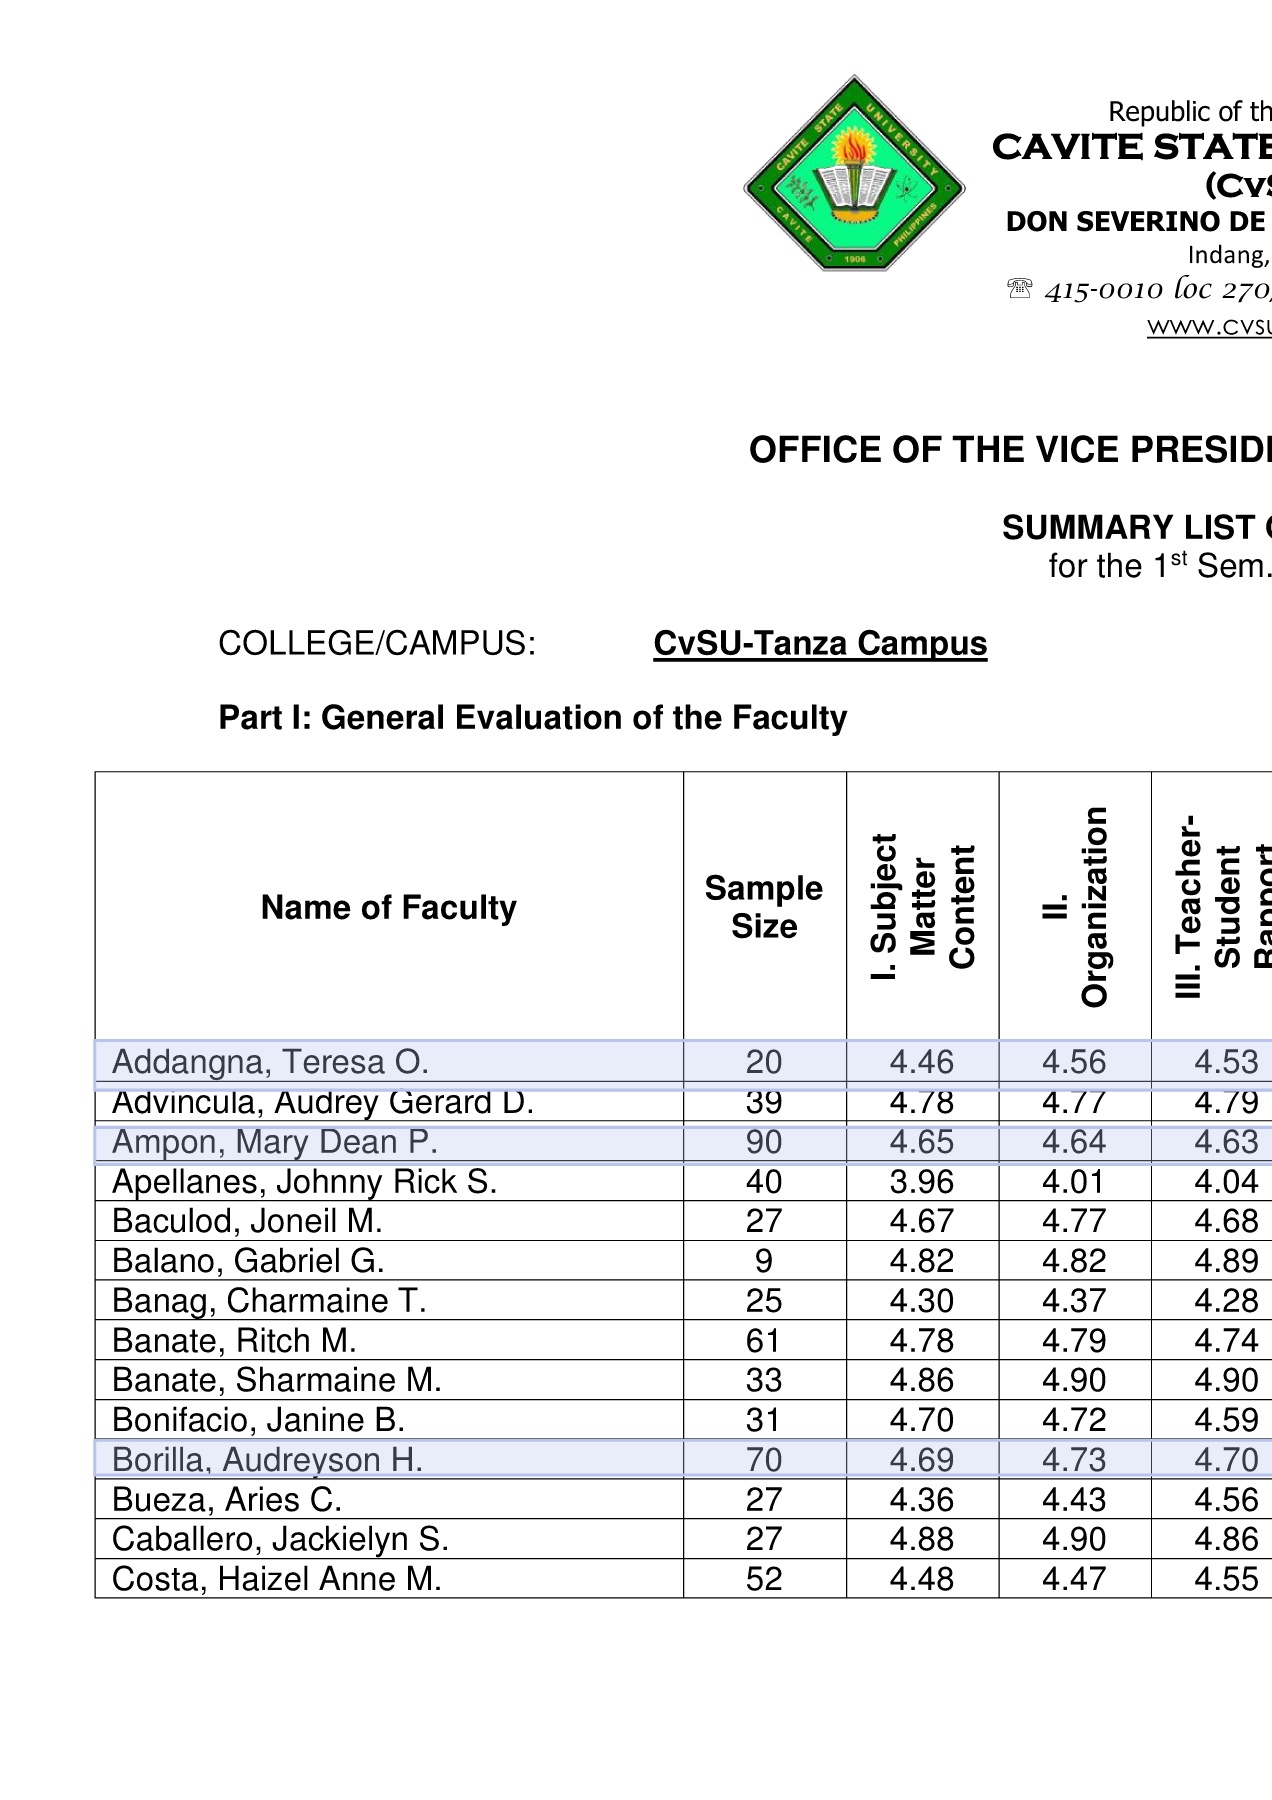 CAVITE STATE UNIVERSITY
CAVITE PHILIPPINES
1906
Republic of th
CAVITE STATE
(CvS
DON SEVERINO DE
Indang,
☏ 415-0010 loc 270,
www.cvsu
OFFICE OF THE VICE PRESID
SUMMARY LIST
for the 1st Sem.
COLLEGE/CAMPUS: CvSU-Tanza Campus
Part I: General Evaluation of the Faculty
Name of Faculty
Sample
Size
I. Subject
Matter
Content
II.
Organization
III. Teacher-
Student
Rapport
Addangna, Teresa O. 20 4.46 4.56 4.53
Advincula, Audrey Gerard D. 39 4.78 4.77 4.79
Ampon, Mary Dean P. 90 4.65 4.64 4.63
Apellanes, Johnny Rick S. 40 3.96 4.01 4.04
Baculod, Joneil M. 27 4.67 4.77 4.68
Balano, Gabriel G. 9 4.82 4.82 4.89
Banag, Charmaine T. 25 4.30 4.37 4.28
Banate, Ritch M. 61 4.78 4.79 4.74
Banate, Sharmaine M. 33 4.86 4.90 4.90
Bonifacio, Janine B. 31 4.70 4.72 4.59
Borilla, Audreyson H. 70 4.69 4.73 4.70
Bueza, Aries C. 27 4.36 4.43 4.56
Caballero, Jackielyn S. 27 4.88 4.90 4.86
Costa, Haizel Anne M. 52 4.48 4.47 4.55